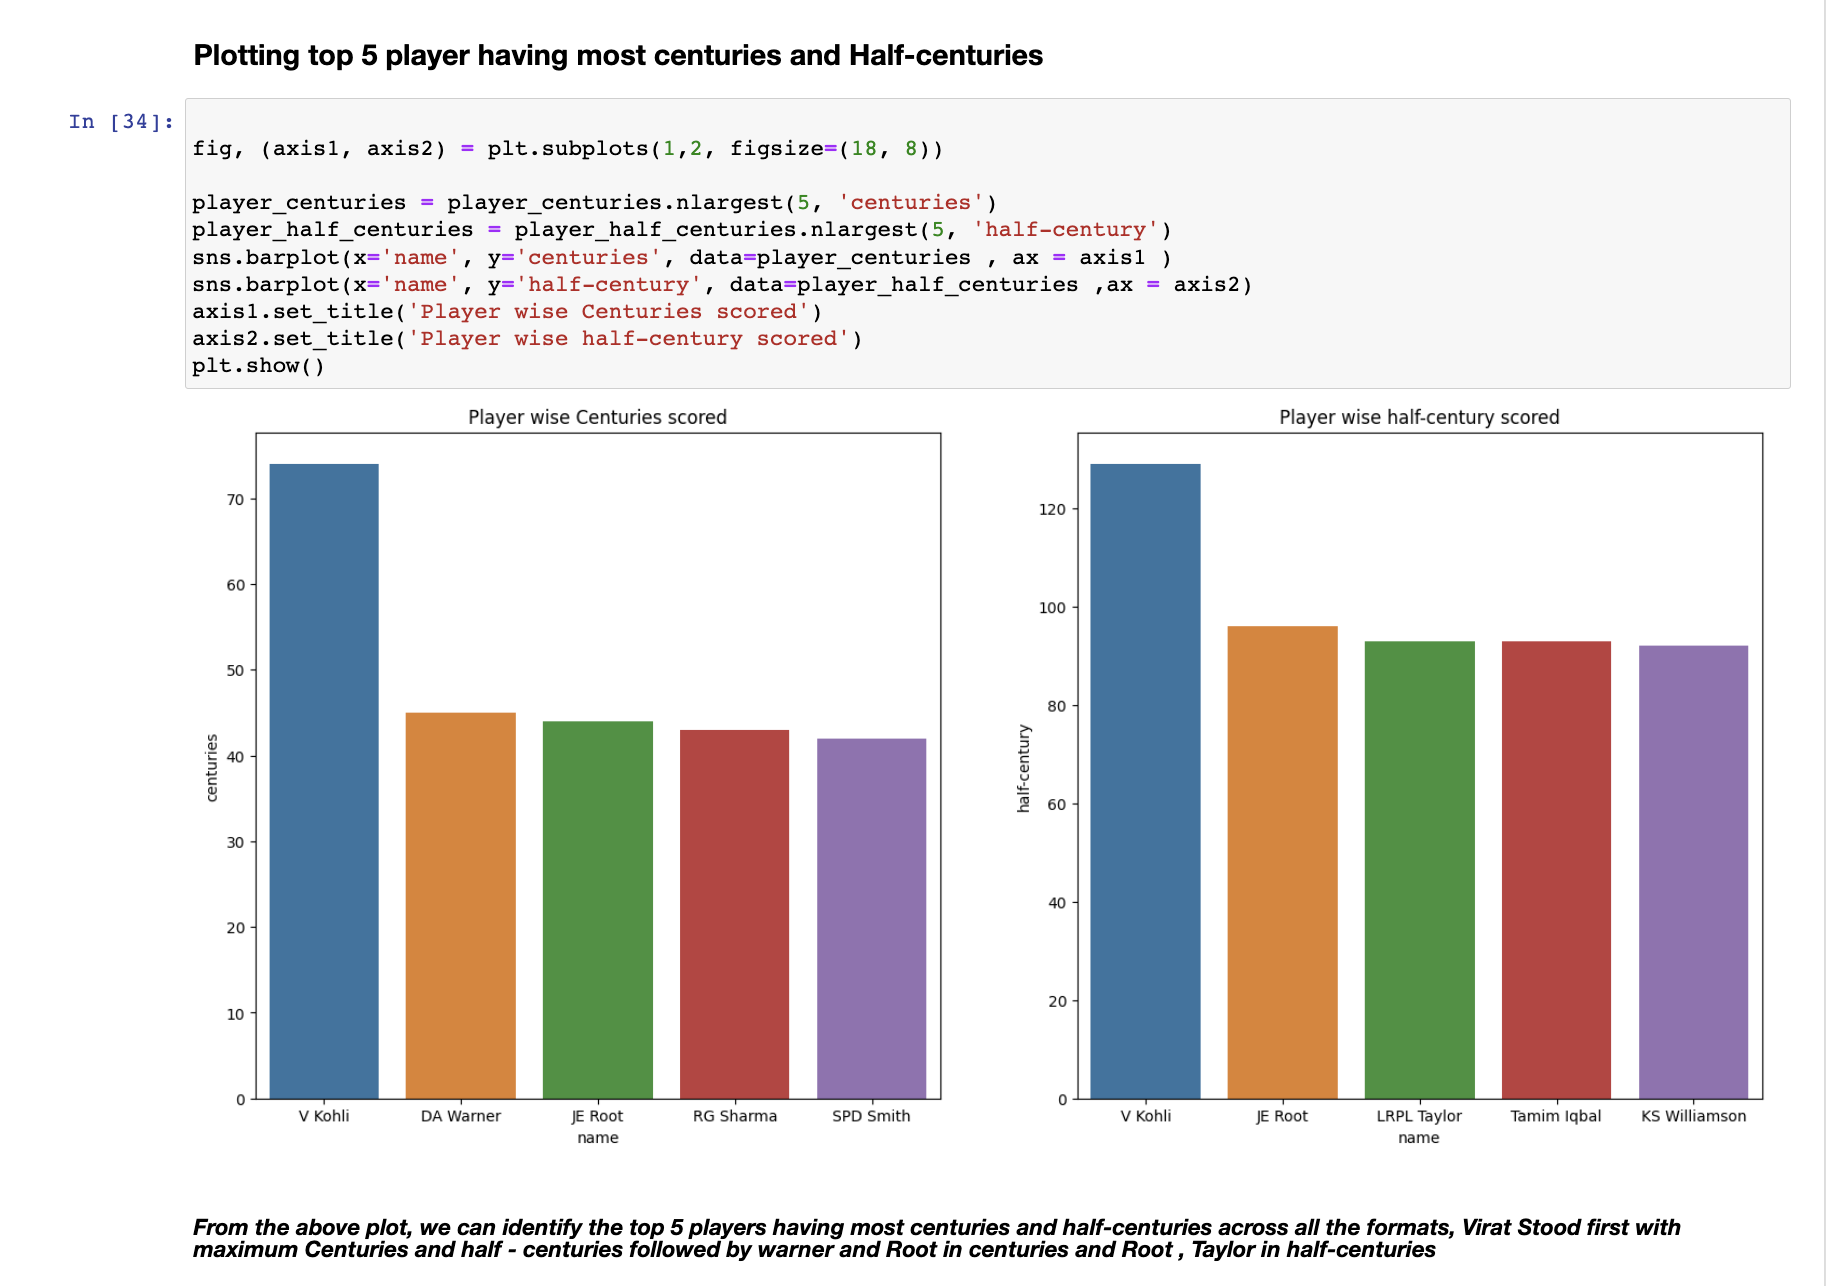 Plotting top 5 player having most centuries and Half-centuries
In [34]:
fig, (axis1, axis2) = plt.subplots(1,2, figsize=(18, 8))
player_centuries = player_centuries.nlargest(5, 'centuries')
player_half_centuries = player_half_centuries.nlargest(5, 'half-century')
sns.barplot(x='name', y='centuries', data=player_centuries , ax = axis1 )
sns.barplot(x='name', y='half-century', data=player_half_centuries ,ax = axis2)
axis1.set_title('Player wise Centuries scored')
axis2.set_title('Player wise half-century scored')
plt.show()
Player wise Centuries scored
centuries
70
60
50
40
30
20
10
0
V Kohli DA Warner JE Root RG Sharma SPD Smith
name
Player wise half-century scored
half-century
120
100
80
60
40
20
0
V Kohli JE Root LRPL Taylor Tamim Iqbal KS Williamson
name
From the above plot, we can identify the top 5 players having most centuries and half-centuries across all the formats, Virat Stood first with
maximum Centuries and half - centuries followed by warner and Root in centuries and Root , Taylor in half-centuries